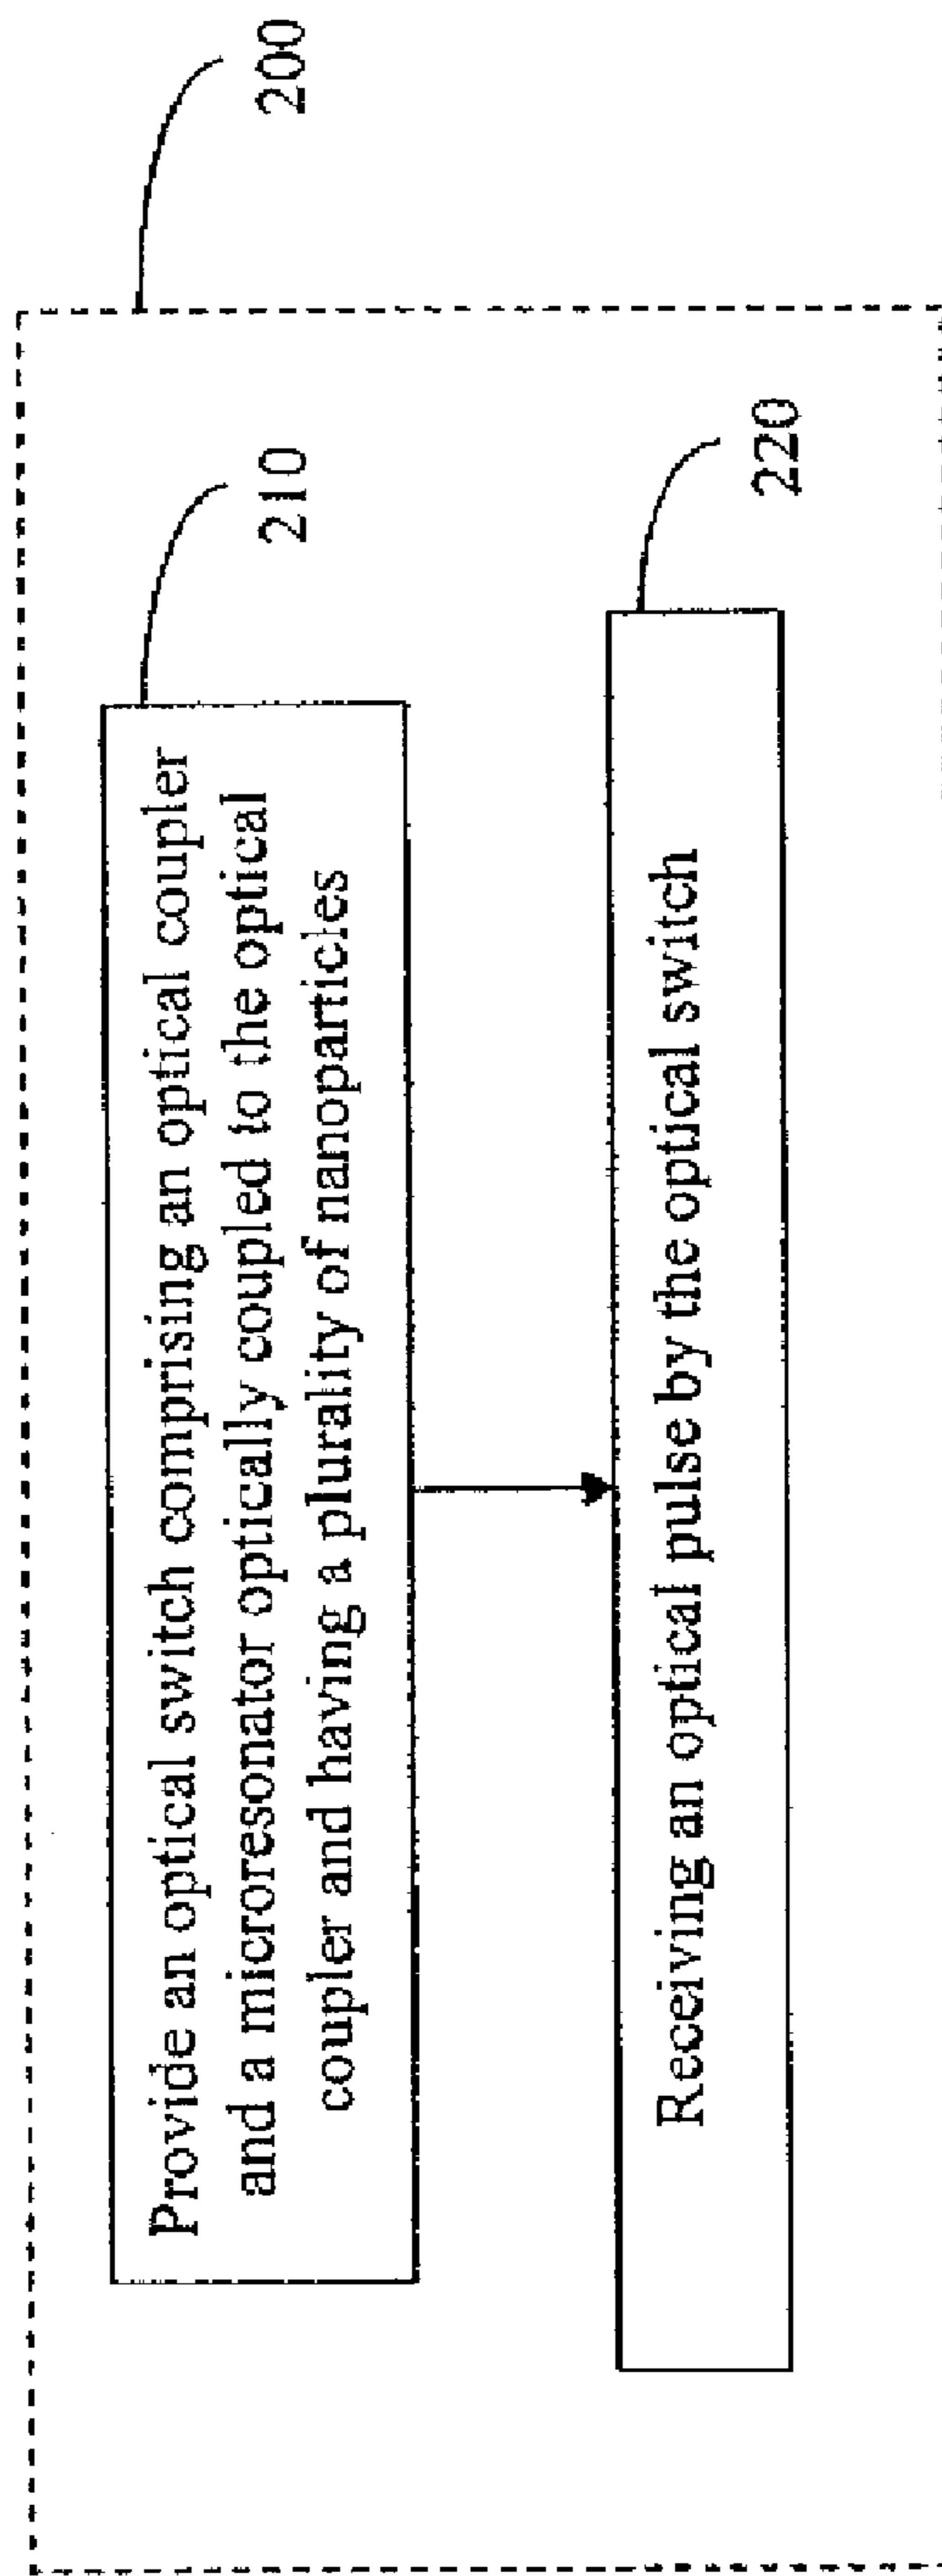 200
210
Provide an optical switch comprising an optical coupler
and a microresonator optically coupled to the optical
coupler and having a plurality of nanoparticles
220
Receiving an optical pulse by the optical switch